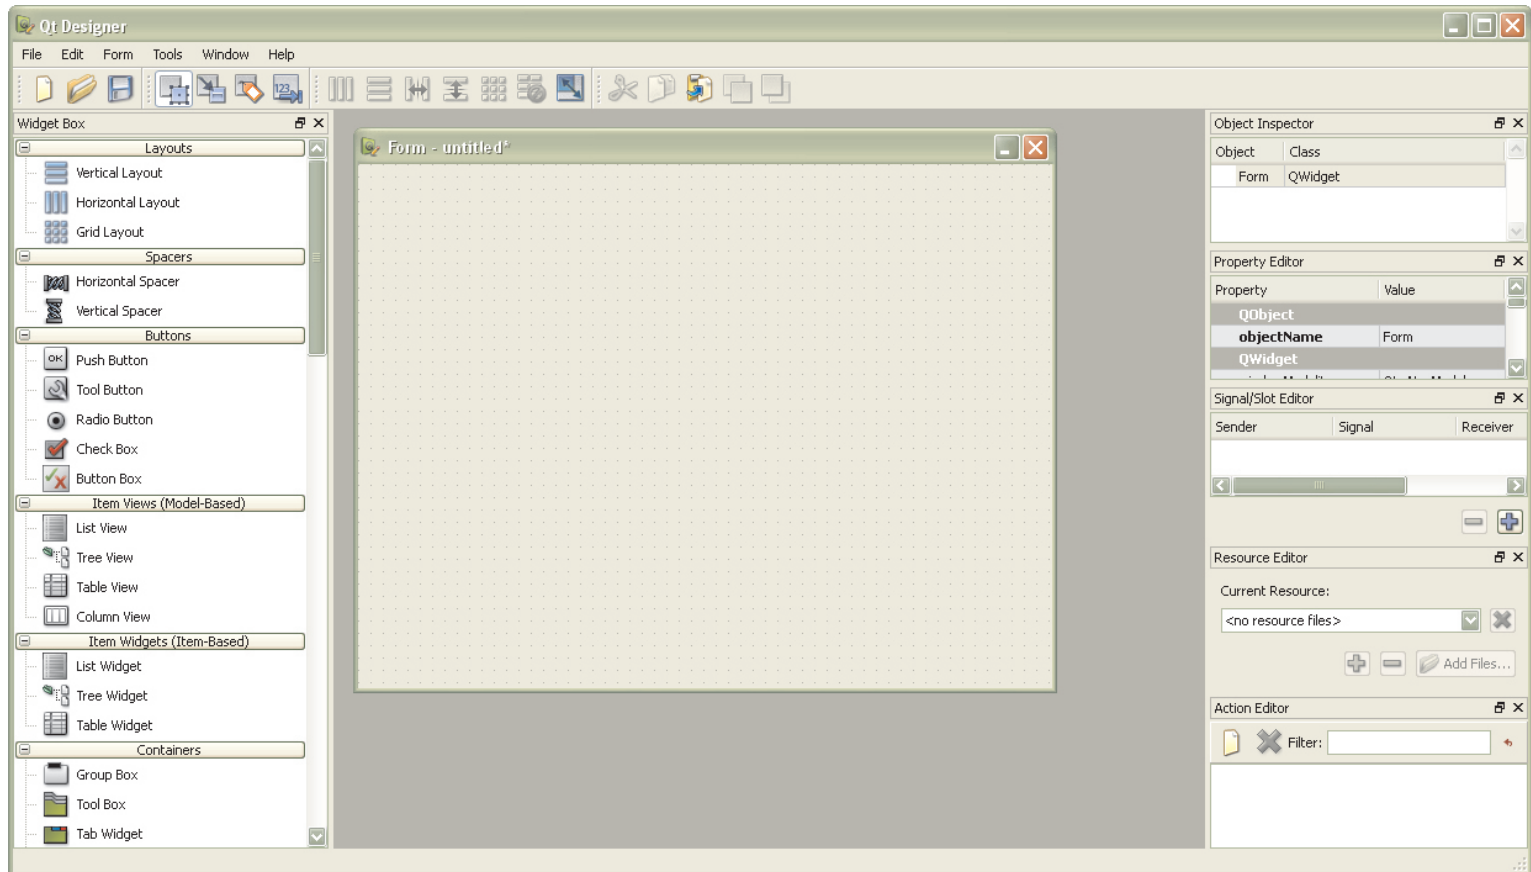 Qt Designer
File Edit Form Tools Window Help
123
Widget Box
Layouts
Vertical Layout
Horizontal Layout
Grid Layout
Spacers
Horizontal Spacer
Vertical Spacer
Buttons
OK Push Button
Tool Button
Radio Button
Check Box
Button Box
Item Views (Model-Based)
List View
Tree View
Table View
Column View
Item Widgets (Item-Based)
List Widget
Tree Widget
Table Widget
Containers
Group Box
Tool Box
Tab Widget
Form - untitled*
Object Inspector
Object Class
Form QWidget
Property Editor
Property Value
QObject
objectName Form
QWidget
Signal/Slot Editor
Sender Signal Receiver
Resource Editor
Current Resource:
<no resource files>
Add Files...
Action Editor
Filter: